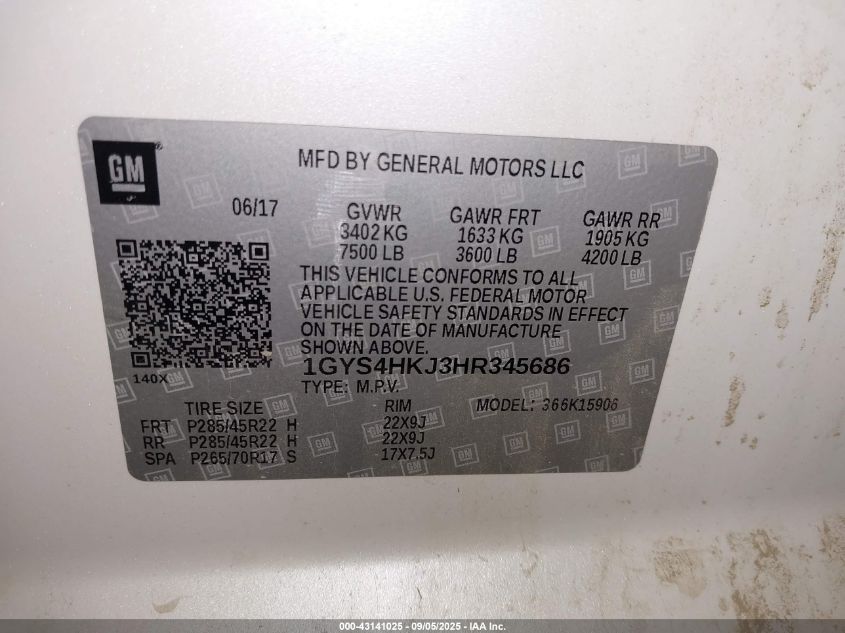 GM
MFD BY GENERAL MOTORS LLC
06/17 GVWR GAWR FRT GAWR RR
3402 KG 1633 KG 1905 KG
7500 LB 3600 LB 4200 LB
THIS VEHICLE CONFORMS TO ALL
APPLICABLE U.S. FEDERAL MOTOR
VEHICLE SAFETY STANDARDS IN EFFECT
ON THE DATE OF MANUFACTURE
SHOWN ABOVE.
140X 1GYS4HKJ3HR345686
TYPE: M.P.V.
TIRE SIZE RIM MODEL: 366K15906
FRT P285/45R22 H 22X9J
RR P285/45R22 H 22X9J
SPA P265/70R17 S 17X7.5J
000-43141025 - 09/05/2025 - IAA Inc.